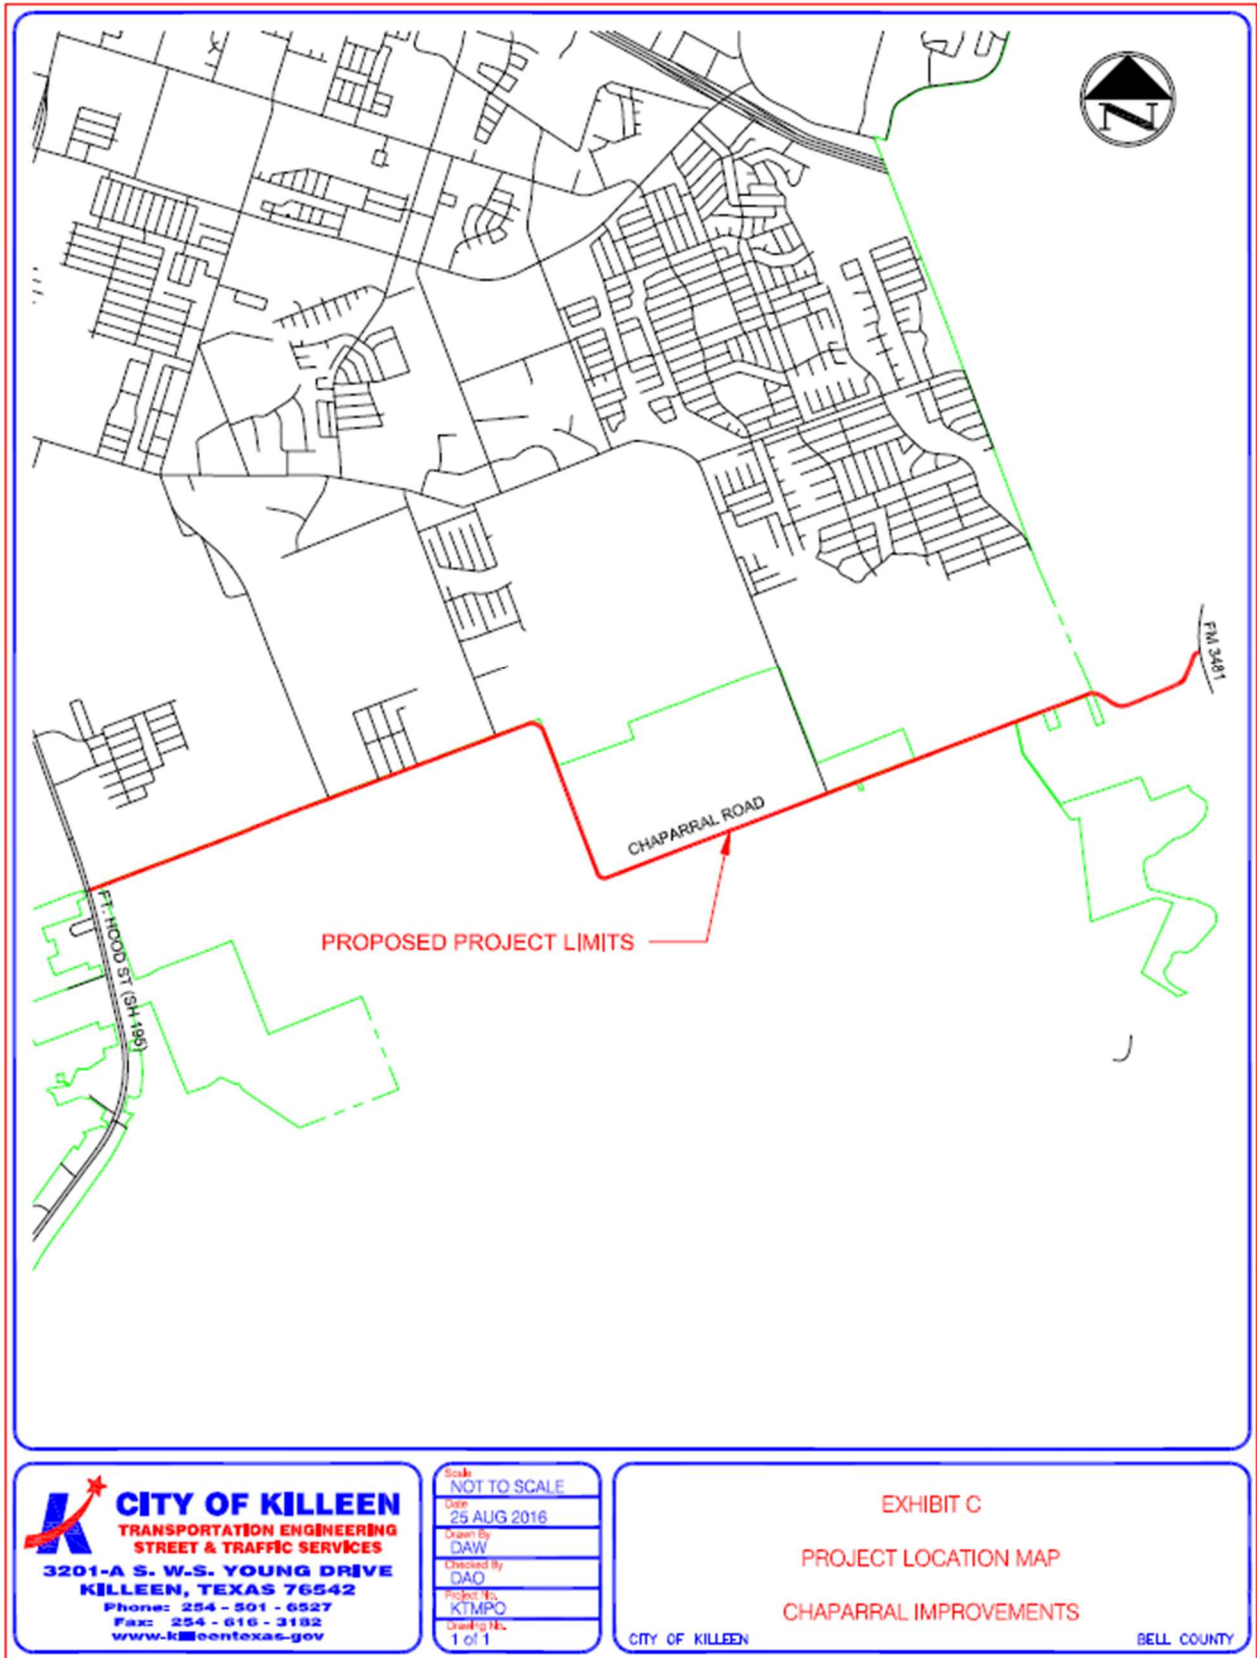 N
FM 3481
CHAPARRAL ROAD
PROPOSED PROJECT LIMITS
FT. HOOD ST (SH 195)
CITY OF KILLEEN
TRANSPORTATION ENGINEERING
STREET & TRAFFIC SERVICES
3201-A S. W.S. YOUNG DRIVE
KILLEEN, TEXAS 76542
Phone: 254 - 501 - 6527
Fax: 254 - 616 - 3182
www.killeentexas.gov
Scale
NOT TO SCALE
Date
25 AUG 2016
Drawn By
DAW
Checked By
DAO
Project No.
KTMPO
Drawing No.
1 of 1
EXHIBIT C
PROJECT LOCATION MAP
CHAPARRAL IMPROVEMENTS
CITY OF KILLEEN
BELL COUNTY